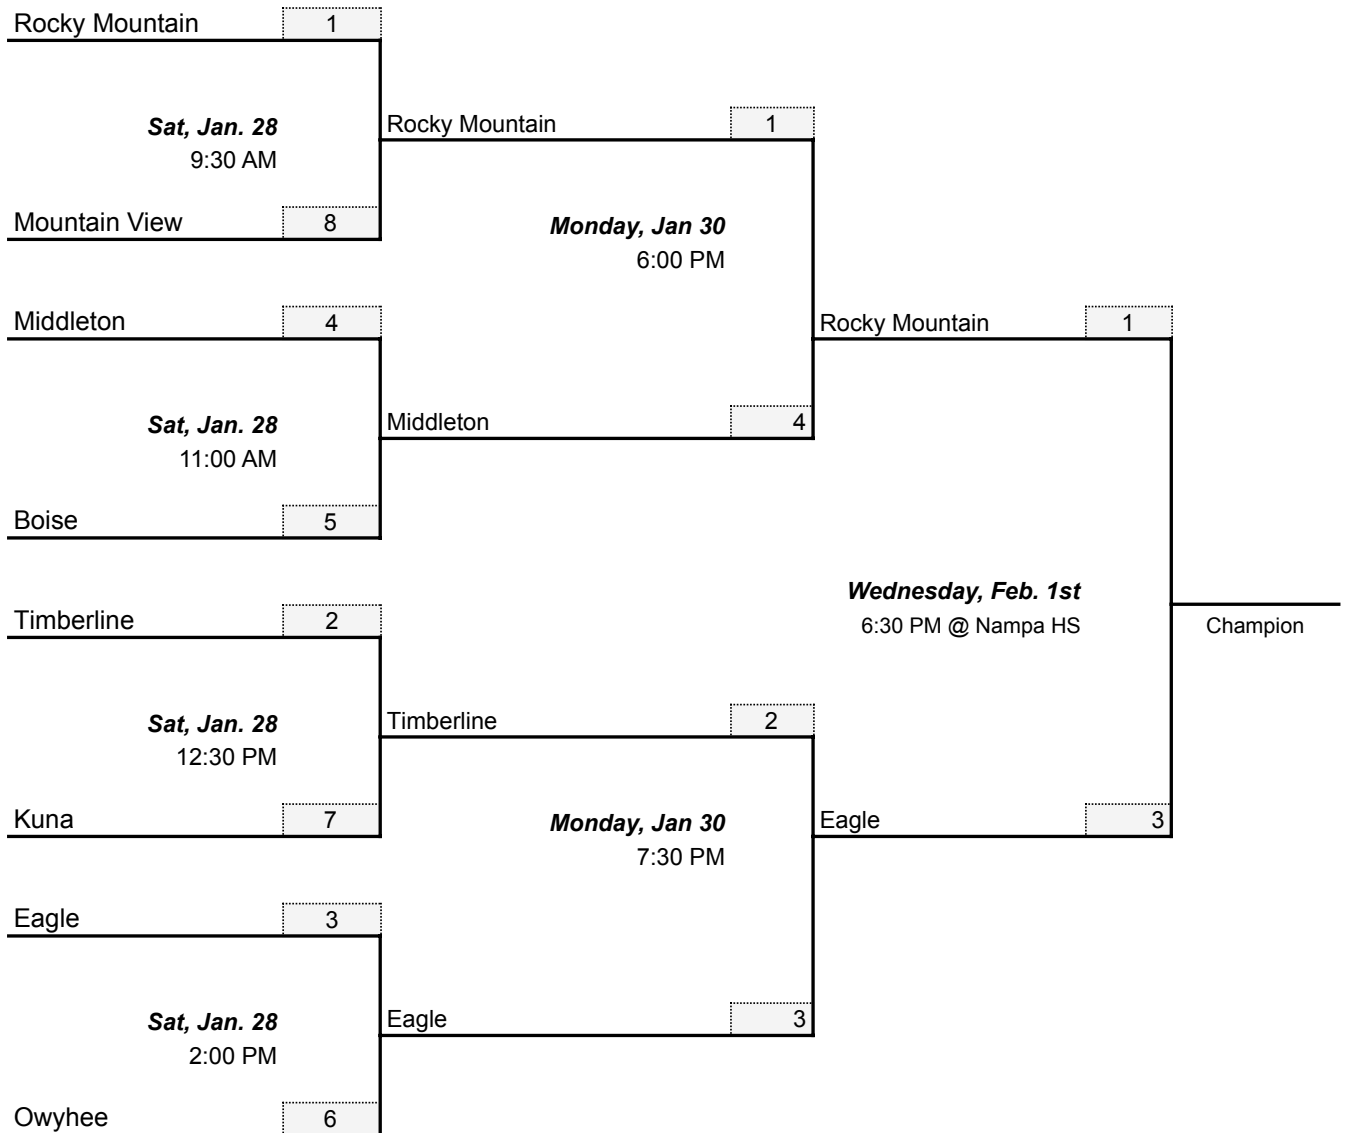 Rocky Mountain 1
Sat, Jan. 28
9:30 AM
Mountain View 8
Middleton 4
Sat, Jan. 28
11:00 AM
Boise 5
Timberline 2
Sat, Jan. 28
12:30 PM
Kuna 7
Eagle 3
Sat, Jan. 28
2:00 PM
Owyhee 6
Rocky Mountain 1
Monday, Jan 30
6:00 PM
Middleton 4
Timberline 2
Monday, Jan 30
7:30 PM
Eagle 3
Rocky Mountain 1
Wednesday, Feb. 1st
6:30 PM @ Nampa HS
Eagle 3
Champion